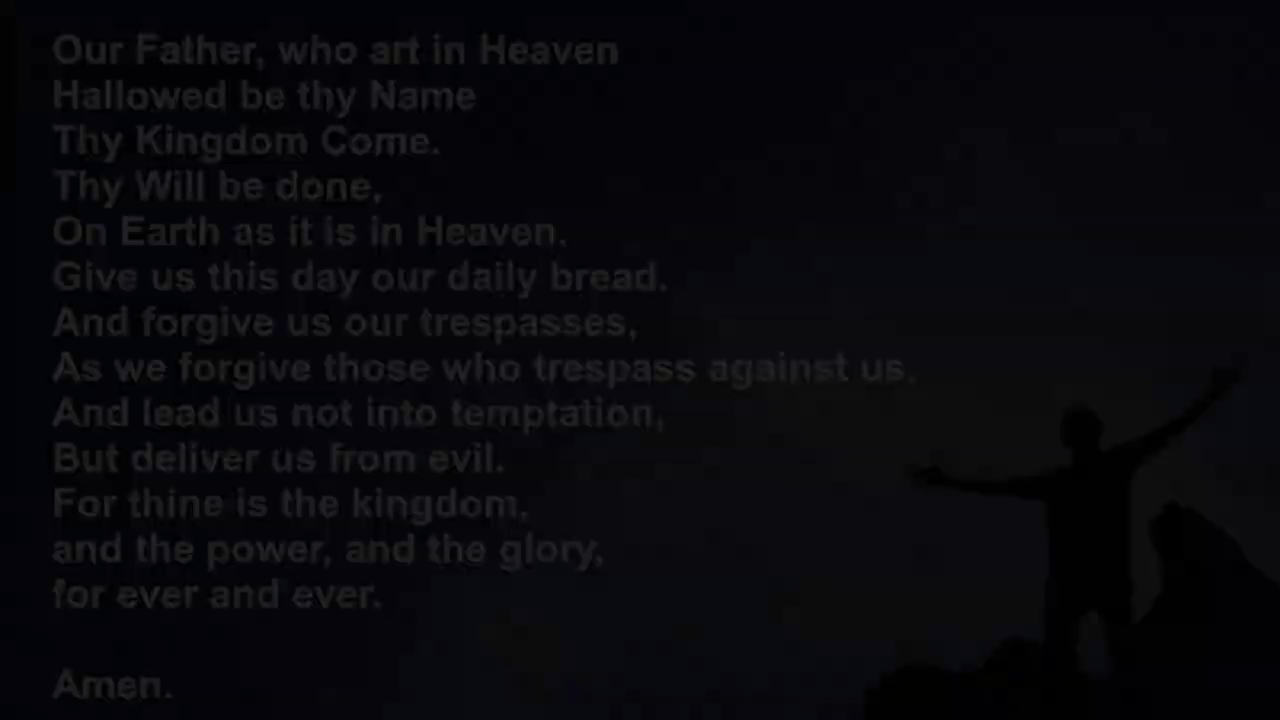 Our Father, who art in Heaven
Hallowed be thy Name
Thy Kingdom Come.
Thy Will be done,
On Earth as it is in Heaven.
Give us this day our daily bread.
And forgive us our trespasses,
As we forgive those who trespass against us.
And lead us not into temptation,
But deliver us from evil.
For thine is the kingdom,
and the power, and the glory,
for ever and ever.
Amen.